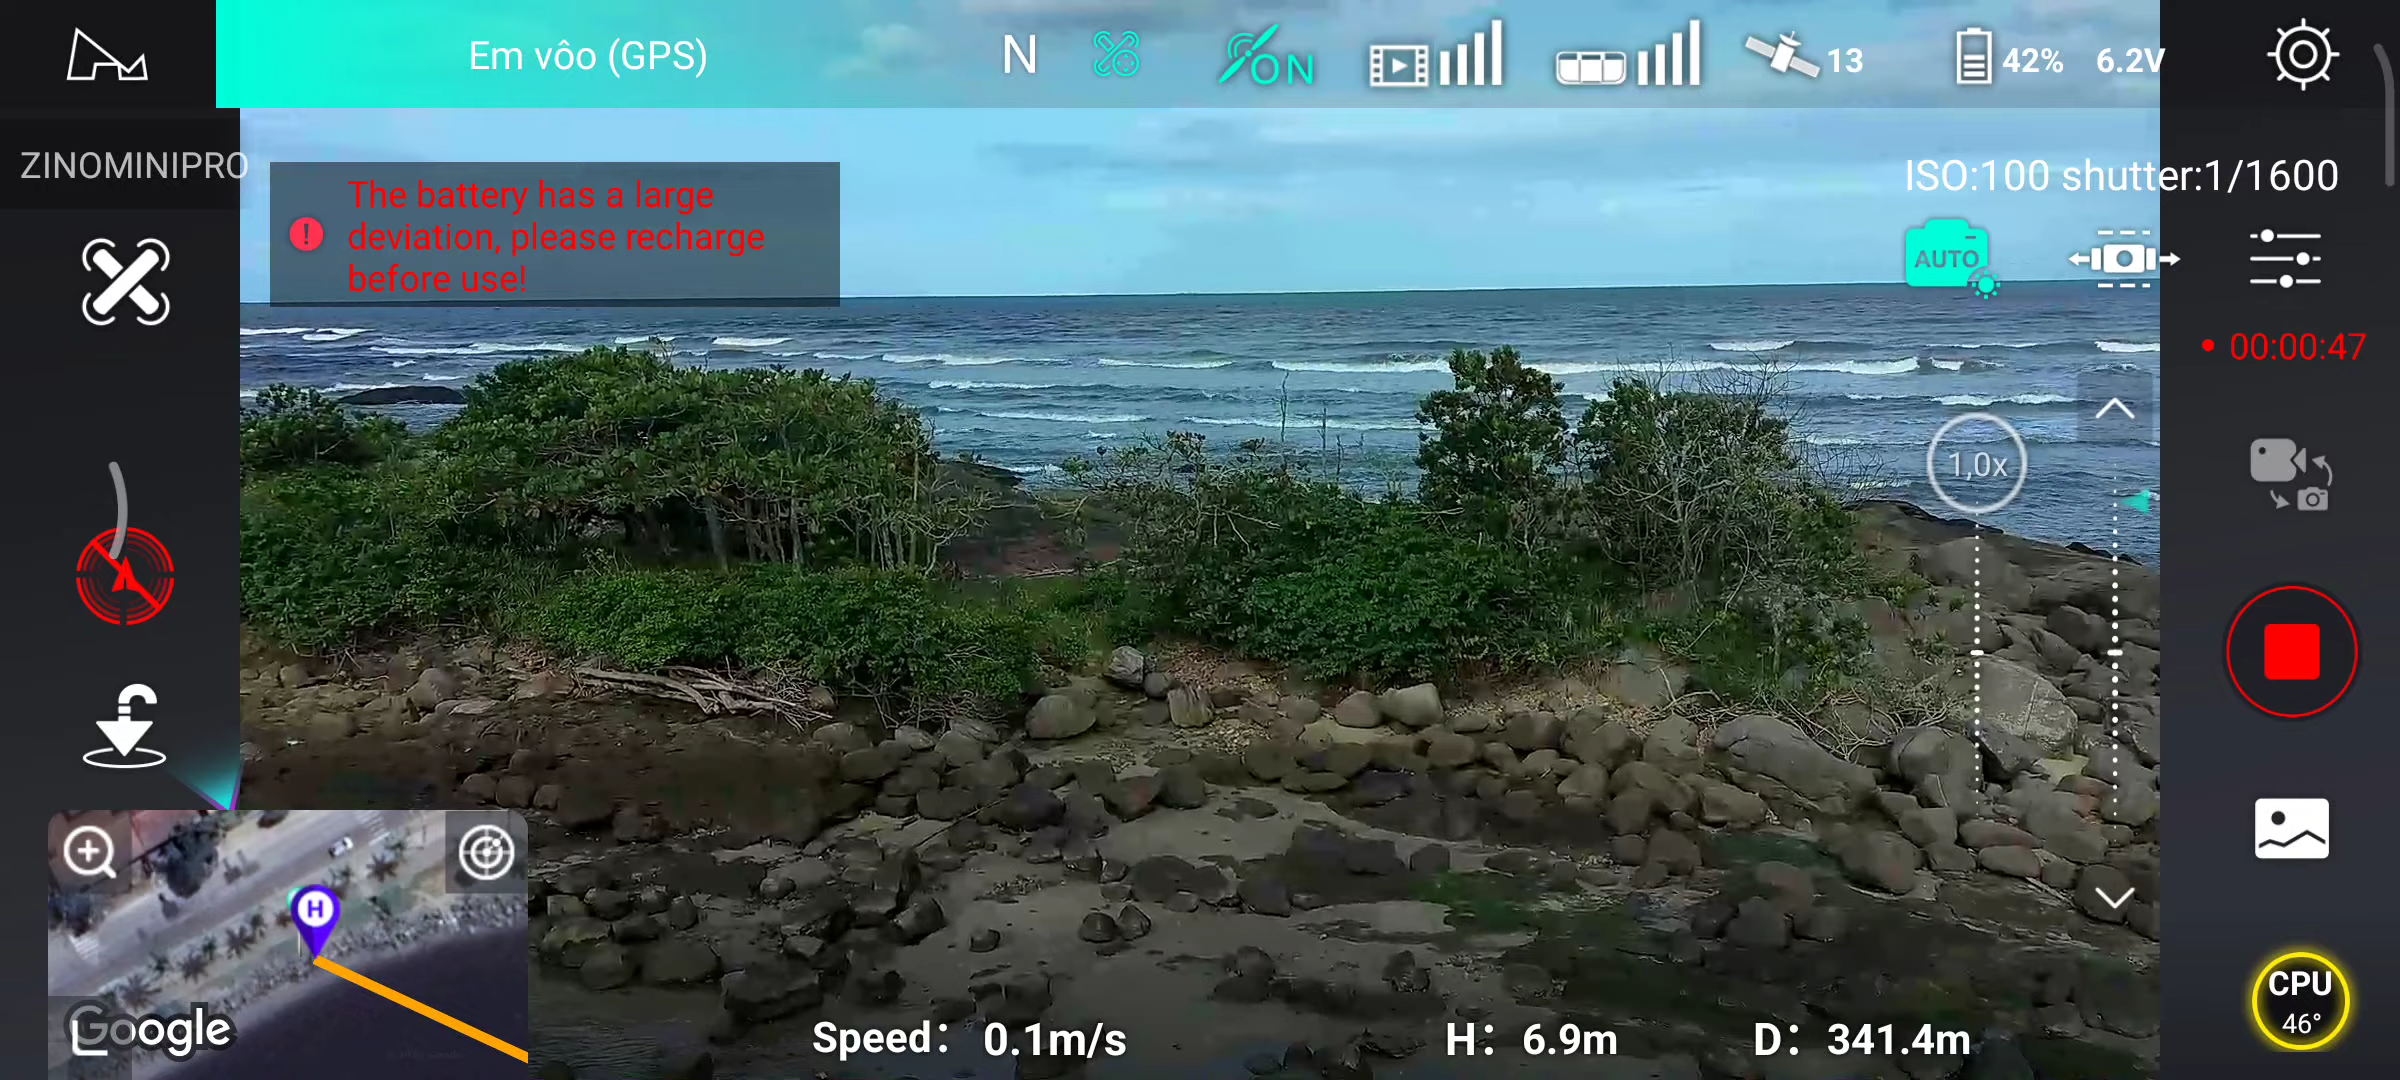 Em vôo (GPS)
N
ON
13
42%
6.2V
ZINOMINIPRO
The battery has a large
deviation, please recharge
before use!
ISO:100 shutter:1/1600
AUTO
00:00:47
1,0x
H
Google
Speed: 0.1m/s
H: 6.9m
D: 341.4m
CPU
46°